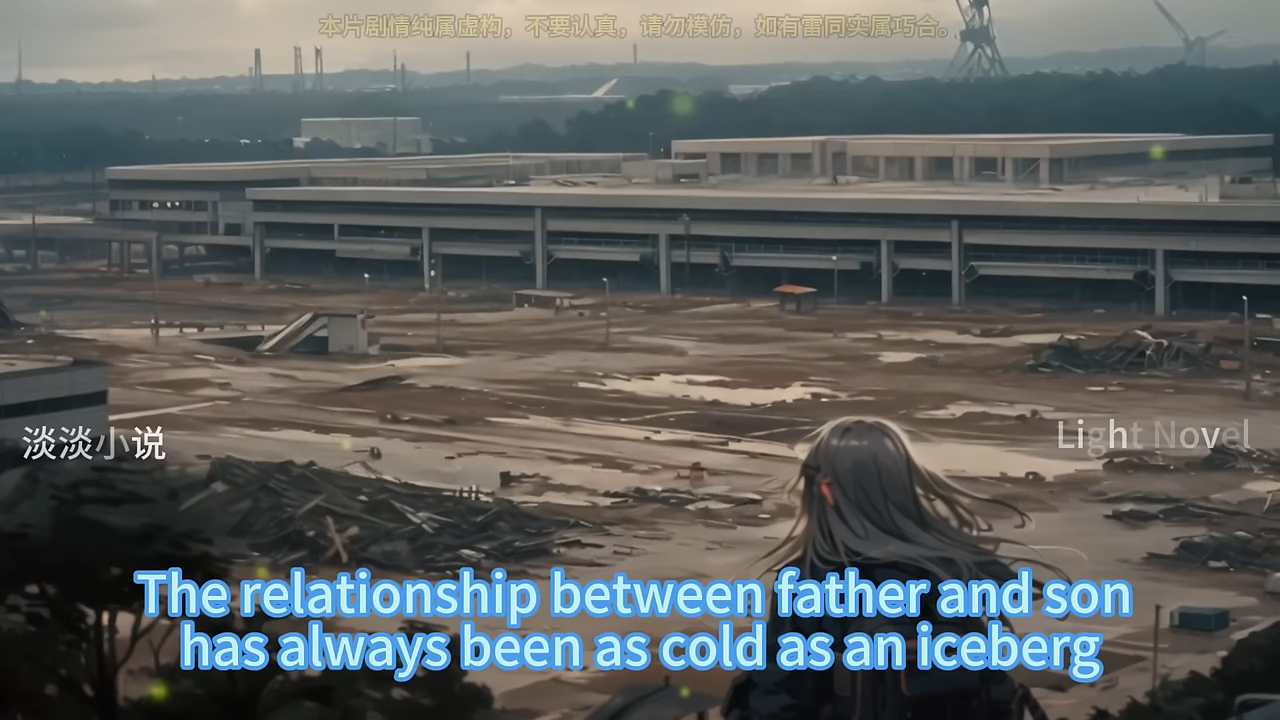 本片剧情纯属虚构，不要认真，请勿模仿，如有雷同实属巧合。
淡淡小说
Light Novel
The relationship between father and son
has always been as cold as an iceberg